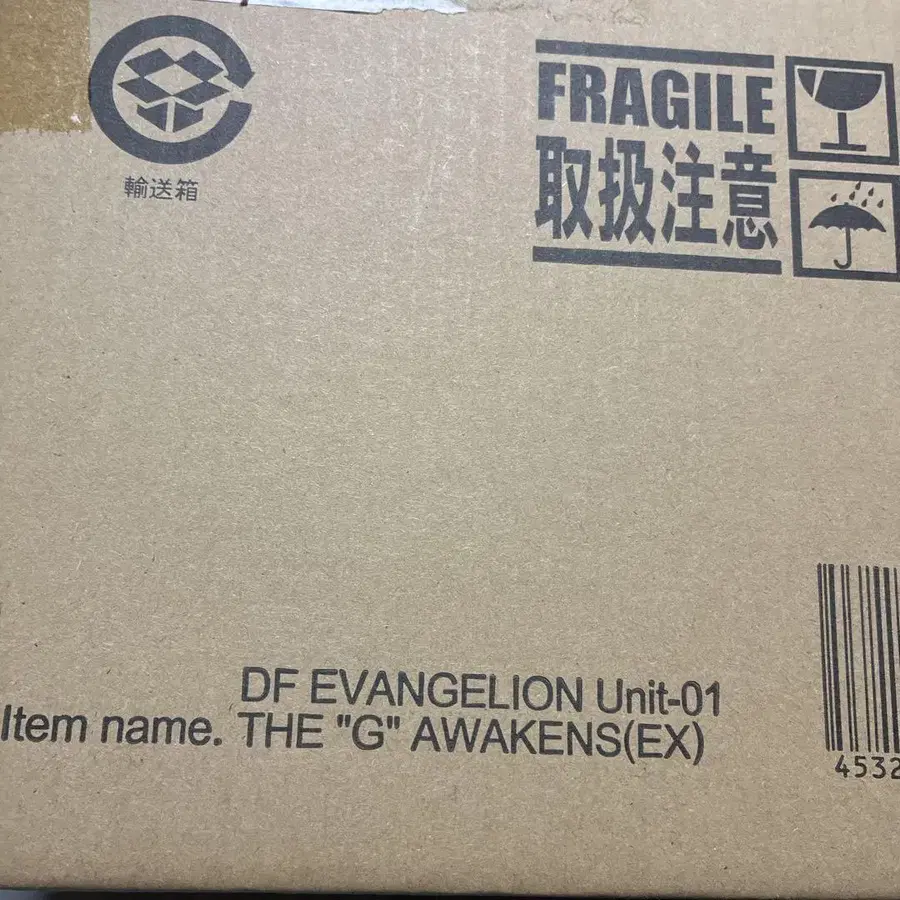 輸送箱
FRAGILE
取扱注意
DF EVANGELION Unit-01
Item name. THE "G" AWAKENS(EX)
4532